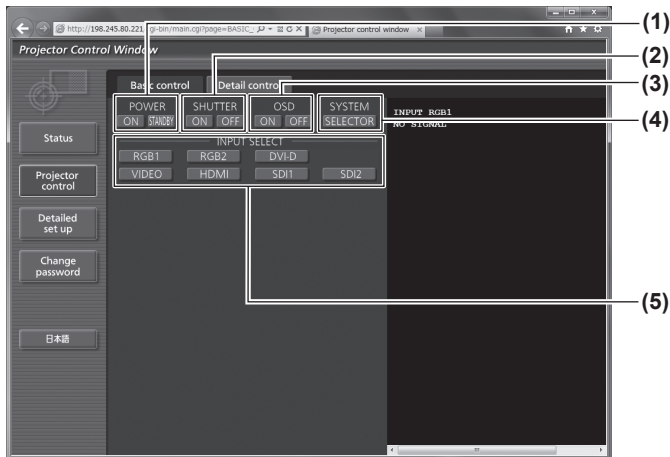 http://198.245.80.221/gi-bin/main.cgi?page=BASIC_
Projector control window
Projector Control Window
Basic control
Detail control
POWER
SHUTTER
OSD
SYSTEM
ON STANDBY
ON OFF
ON OFF
SELECTOR
INPUT RGB1
NO SIGNAL
INPUT SELECT
RGB1
RGB2
DVI-D
VIDEO
HDMI
SDI1
SDI2
Status
Projector
control
Detailed
set up
Change
password
日本語
(1)
(2)
(3)
(4)
(5)